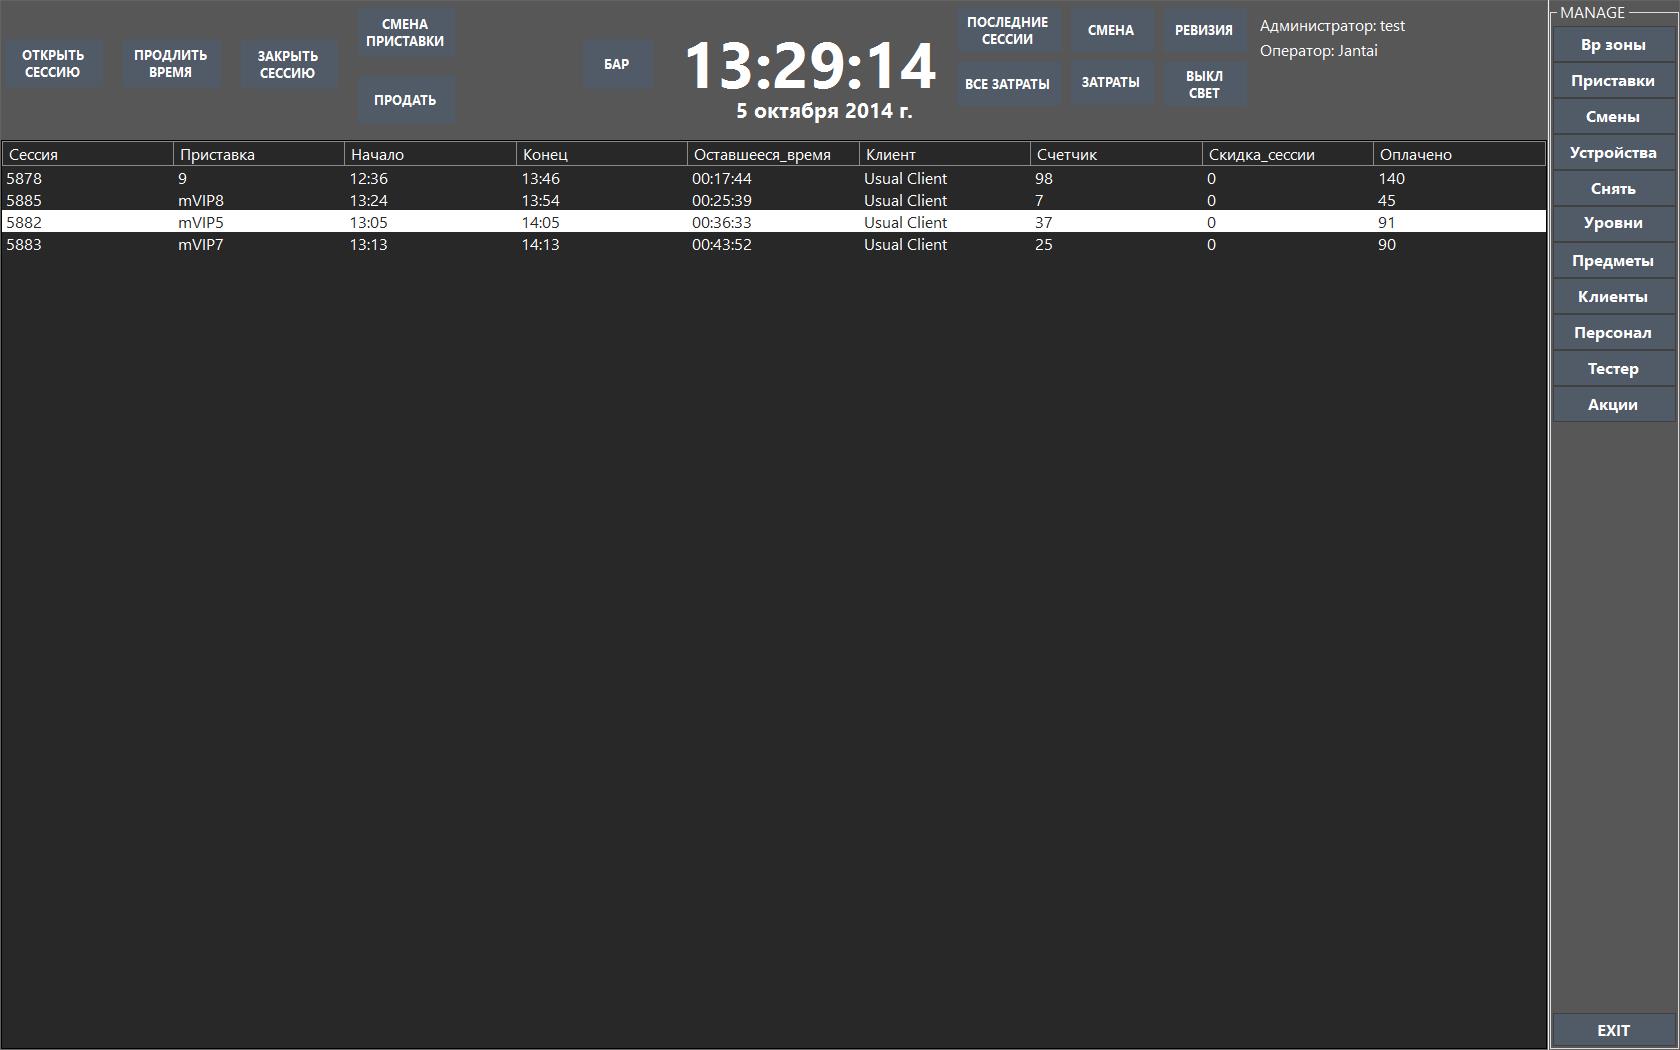 ОТКРЫТЬ
СЕССИЮ
ПРОДЛИТЬ
ВРЕМЯ
ЗАКРЫТЬ
СЕССИЮ
СМЕНА
ПРИСТАВКИ
ПРОДАТЬ
БАР
13:29:14
5 октября 2014 г.
ПОСЛЕДНИЕ
СЕССИИ
СМЕНА
РЕВИЗИЯ
ВСЕ ЗАТРАТЫ
ЗАТРАТЫ
ВЫКЛ
СВЕТ
Администратор: test
Оператор: Jantai
Сессия Приставка Начало Конец Оставшееся_время Клиент Счетчик Скидка_сессии Оплачено
5878 9 12:36 13:46 00:17:44 Usual Client 98 0 140
5885 mVIP8 13:24 13:54 00:25:39 Usual Client 7 0 45
5882 mVIP5 13:05 14:05 00:36:33 Usual Client 37 0 91
5883 mVIP7 13:13 14:13 00:43:52 Usual Client 25 0 90
MANAGE
Вр зоны
Приставки
Смены
Устройства
Снять
Уровни
Предметы
Клиенты
Персонал
Тестер
Акции
EXIT